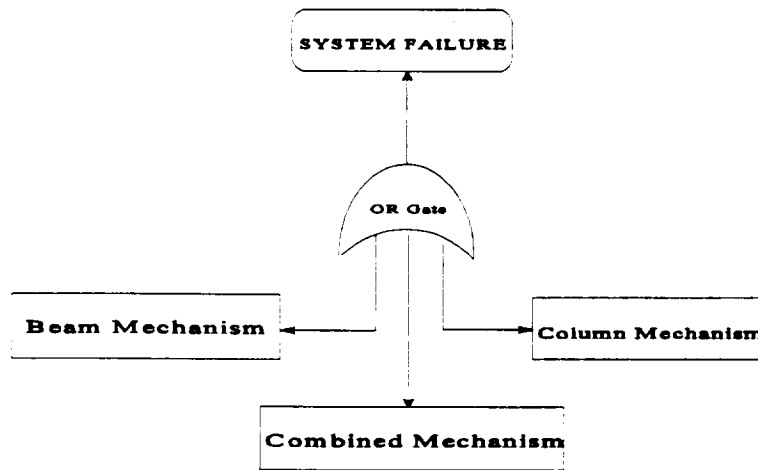 SYSTEM FAILURE
OR Gate
Beam Mechanism
Column Mechanism
Combined Mechanism